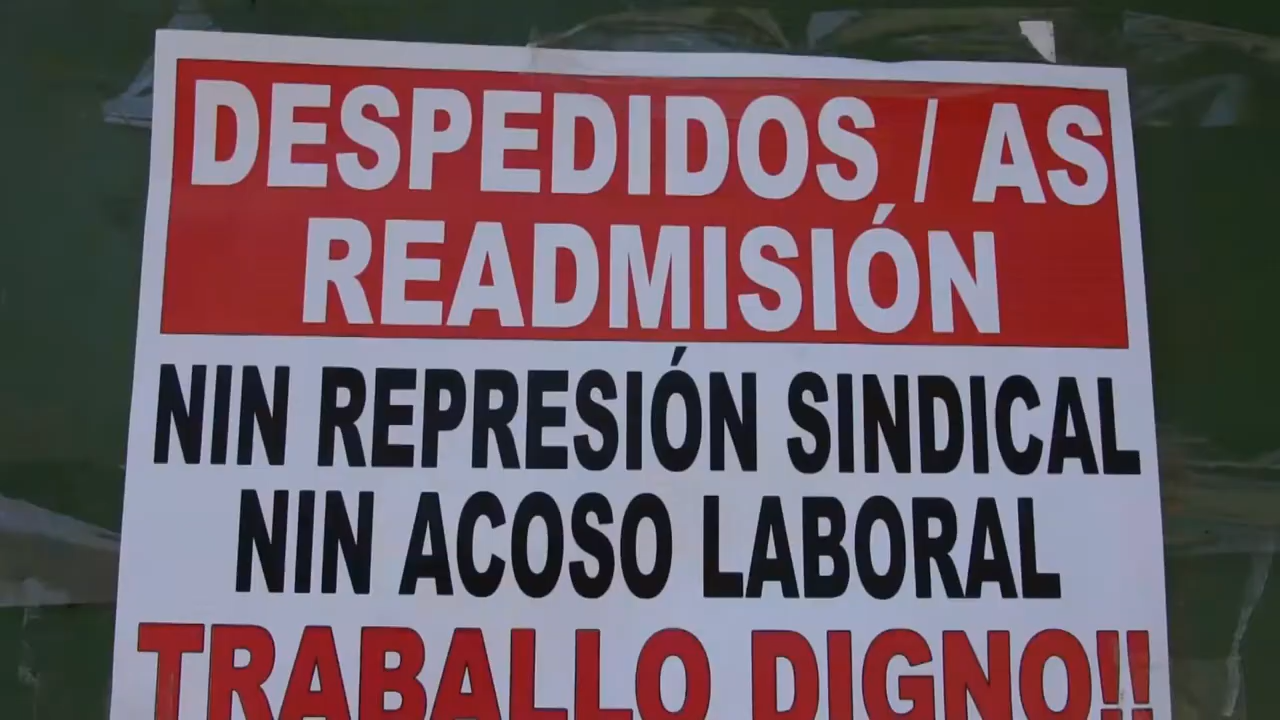 DESPEDIDOS / AS
READMISIÓN
NIN REPRESIÓN SINDICAL
NIN ACOSO LABORAL
TRABALLO DIGNO!!